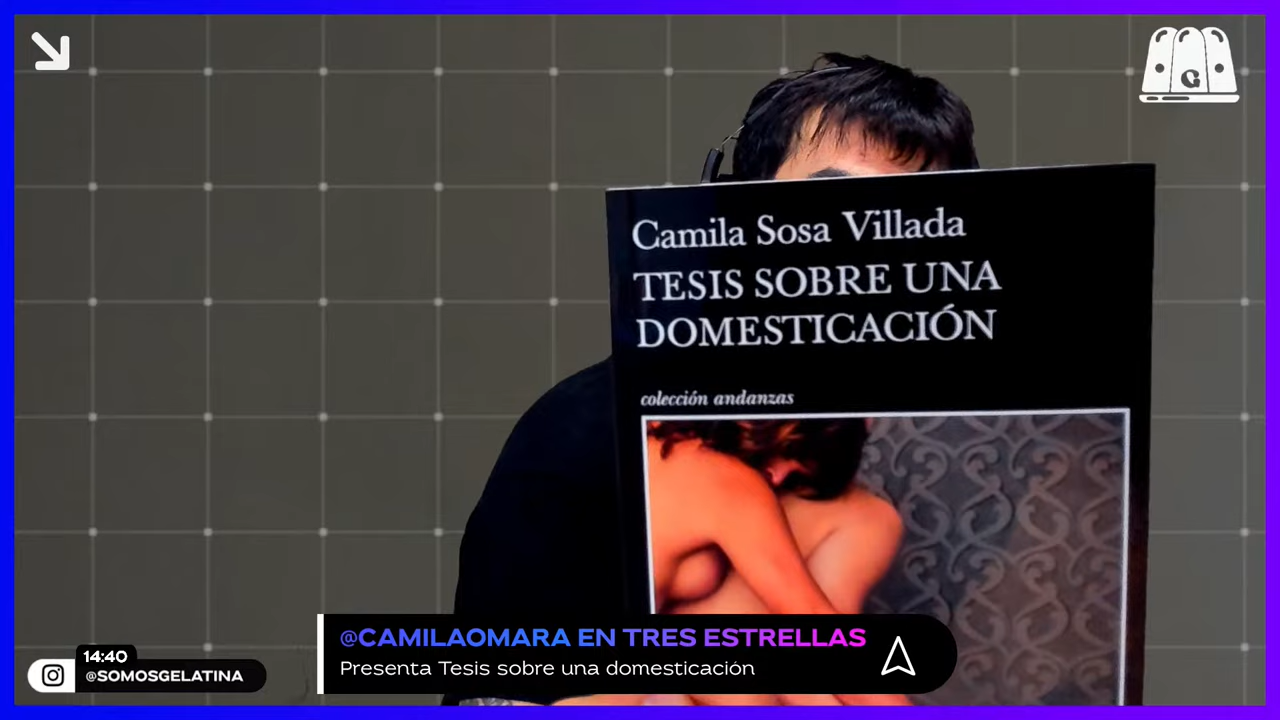 Camila Sosa Villada
TESIS SOBRE UNA
DOMESTICACIÓN
colección andanzas
@CAMILAOMARA EN TRES ESTRELLAS
Presenta Tesis sobre una domesticación
14:40
@SOMOSGELATINA